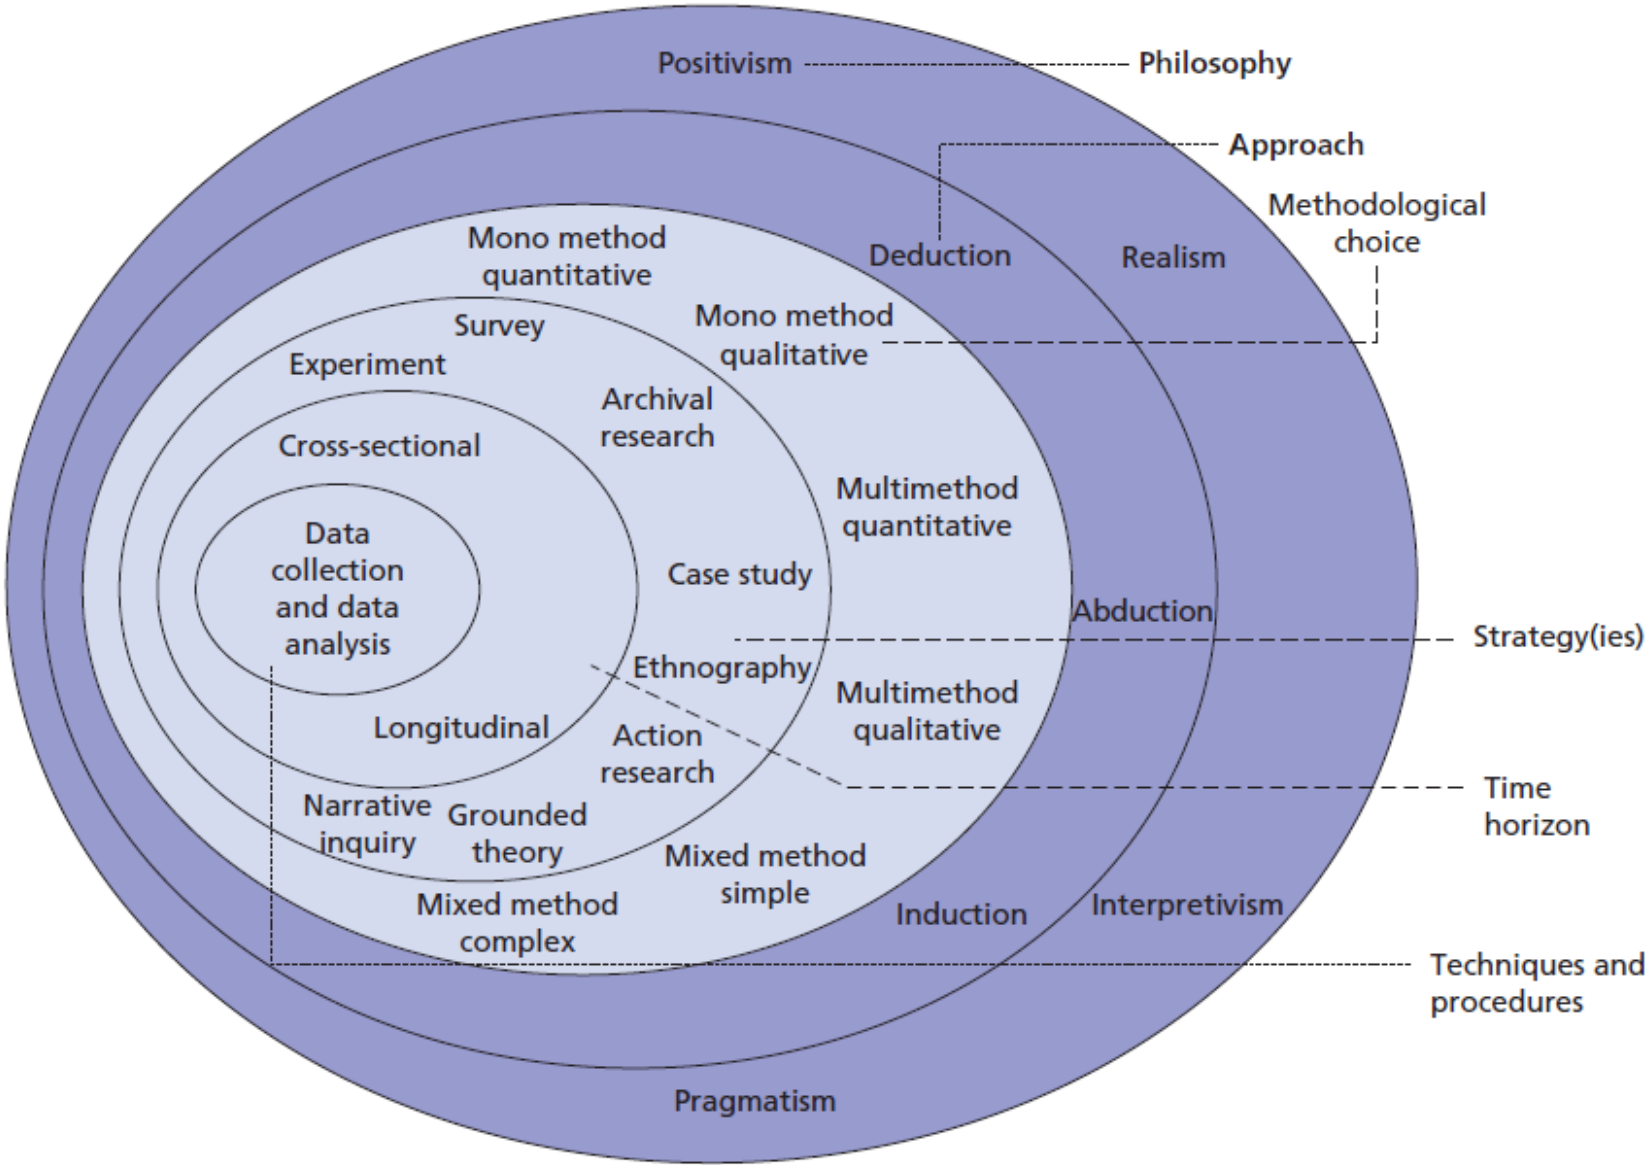 Positivism
Philosophy
Approach
Methodological
choice
Mono method
quantitative
Deduction
Realism
Survey
Mono method
qualitative
Experiment
Archival
research
Cross-sectional
Multimethod
quantitative
Data
collection
and data
analysis
Case study
Abduction
Strategy(ies)
Ethnography
Multimethod
qualitative
Longitudinal
Action
research
Time
horizon
Narrative
inquiry
Grounded
theory
Mixed method
simple
Mixed method
complex
Induction
Interpretivism
Techniques and
procedures
Pragmatism